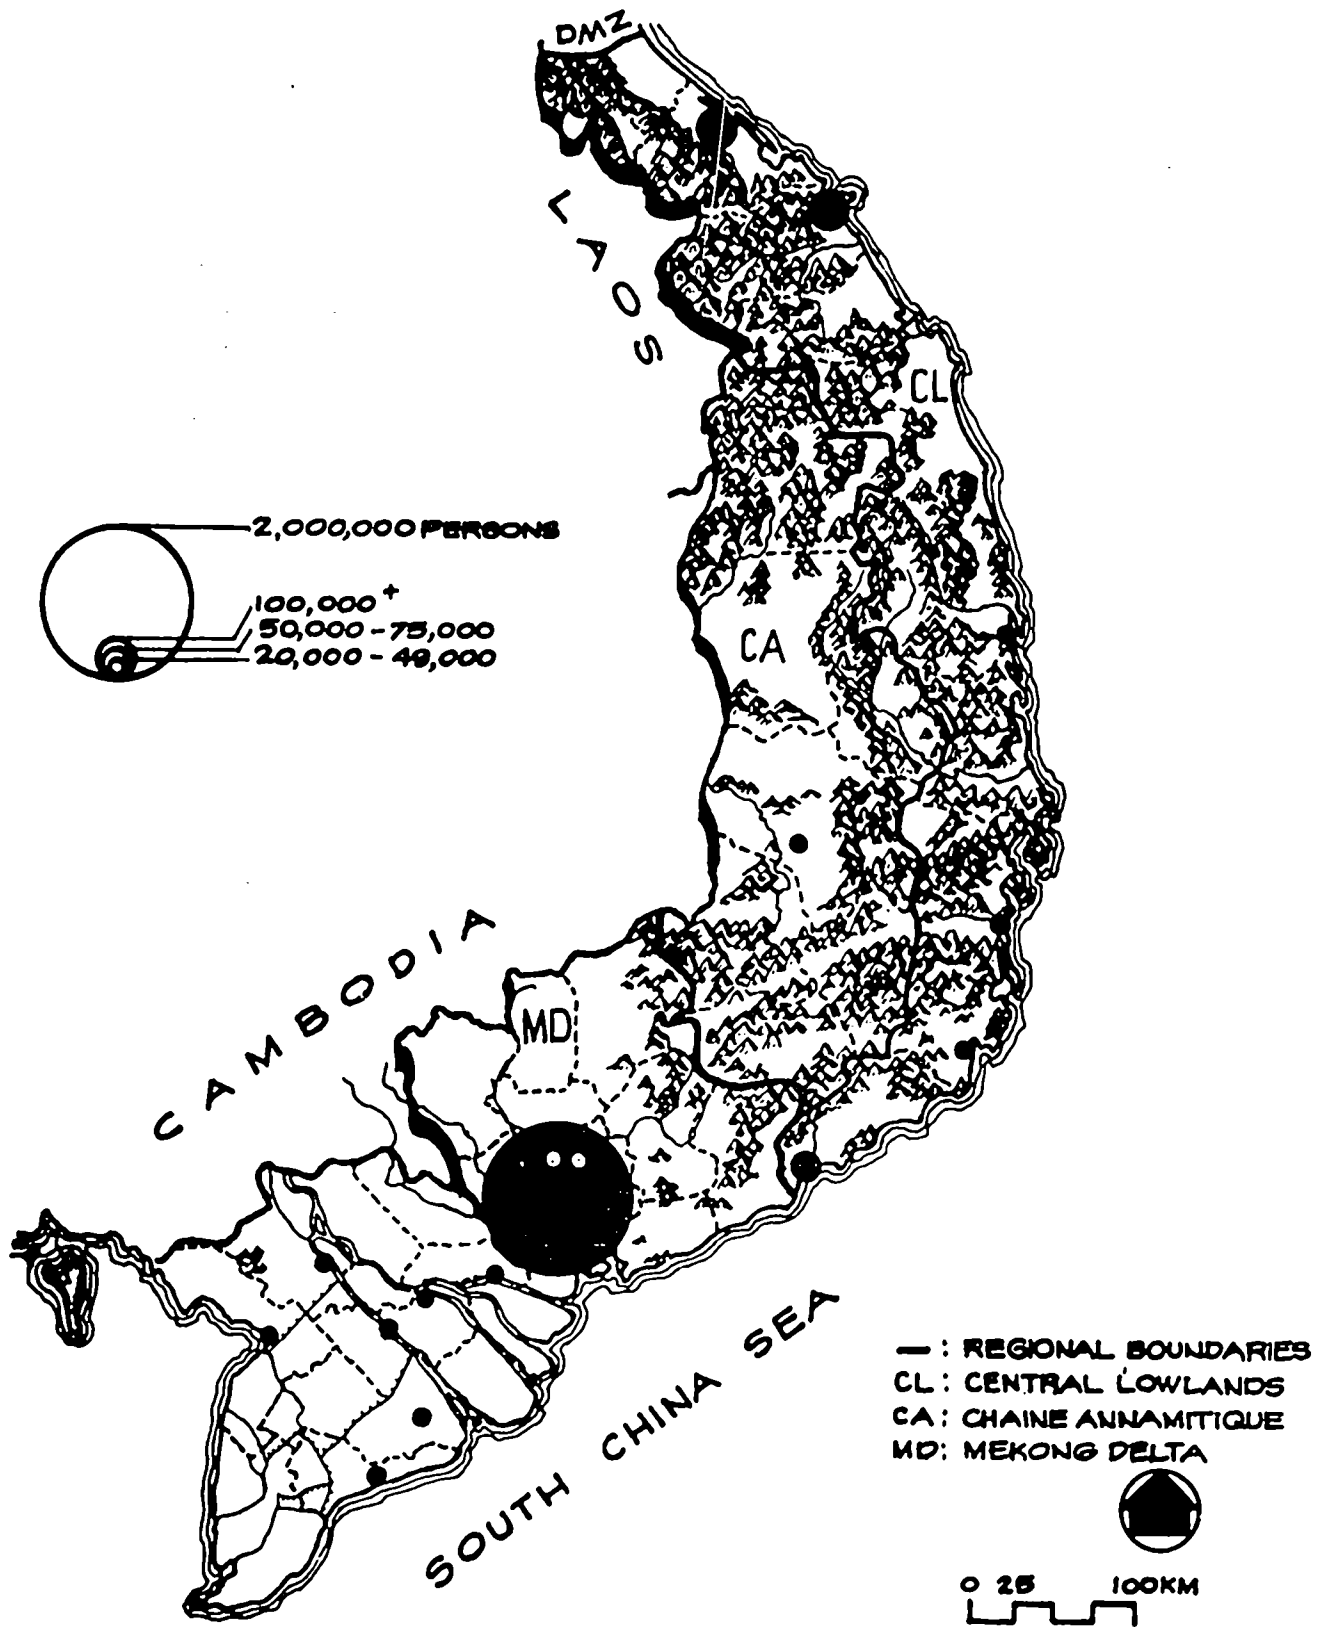 DMZ
LAOS
CL
2,000,000 PERSONS
100,000+
50,000-75,000
20,000-49,000
CA
CAMBODIA
MD
SOUTH CHINA SEA
— : REGIONAL BOUNDARIES
CL : CENTRAL LOWLANDS
CA : CHAINE ANNAMITIQUE
MD : MEKONG DELTA
0 25 100KM